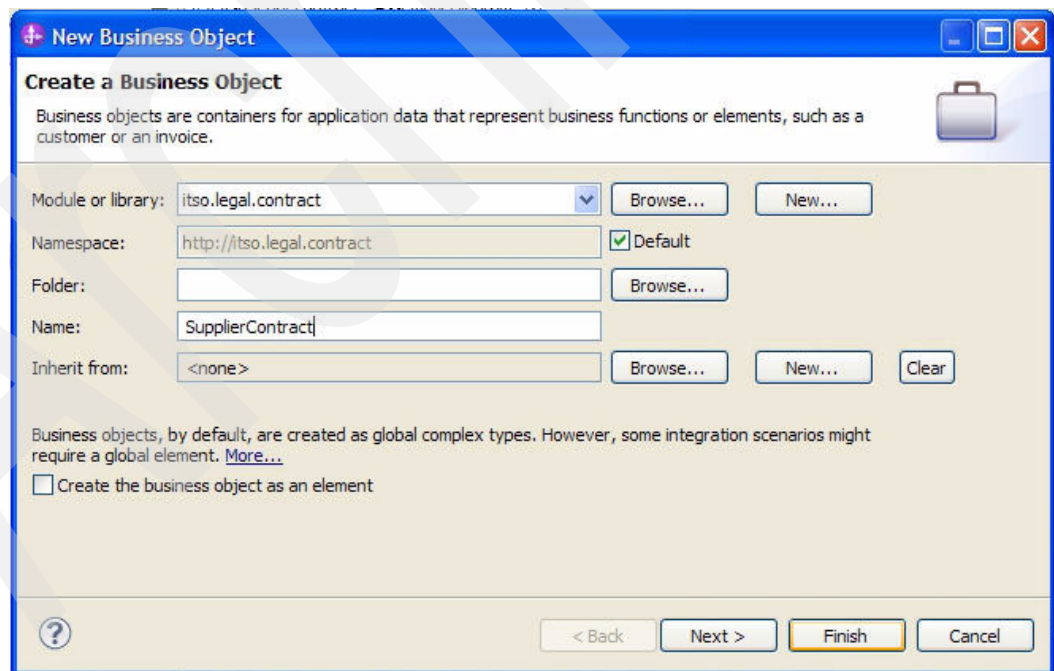 New Business Object
Create a Business Object
Business objects are containers for application data that represent business functions or elements, such as a
customer or an invoice.
Module or library: itso.legal.contract Browse... New...
Namespace: http://itso.legal.contract Default
Folder: Browse...
Name: SupplierContract
Inherit from: <none> Browse... New... Clear
Business objects, by default, are created as global complex types. However, some integration scenarios might
require a global element. More...
Create the business object as an element
? < Back Next > Finish Cancel